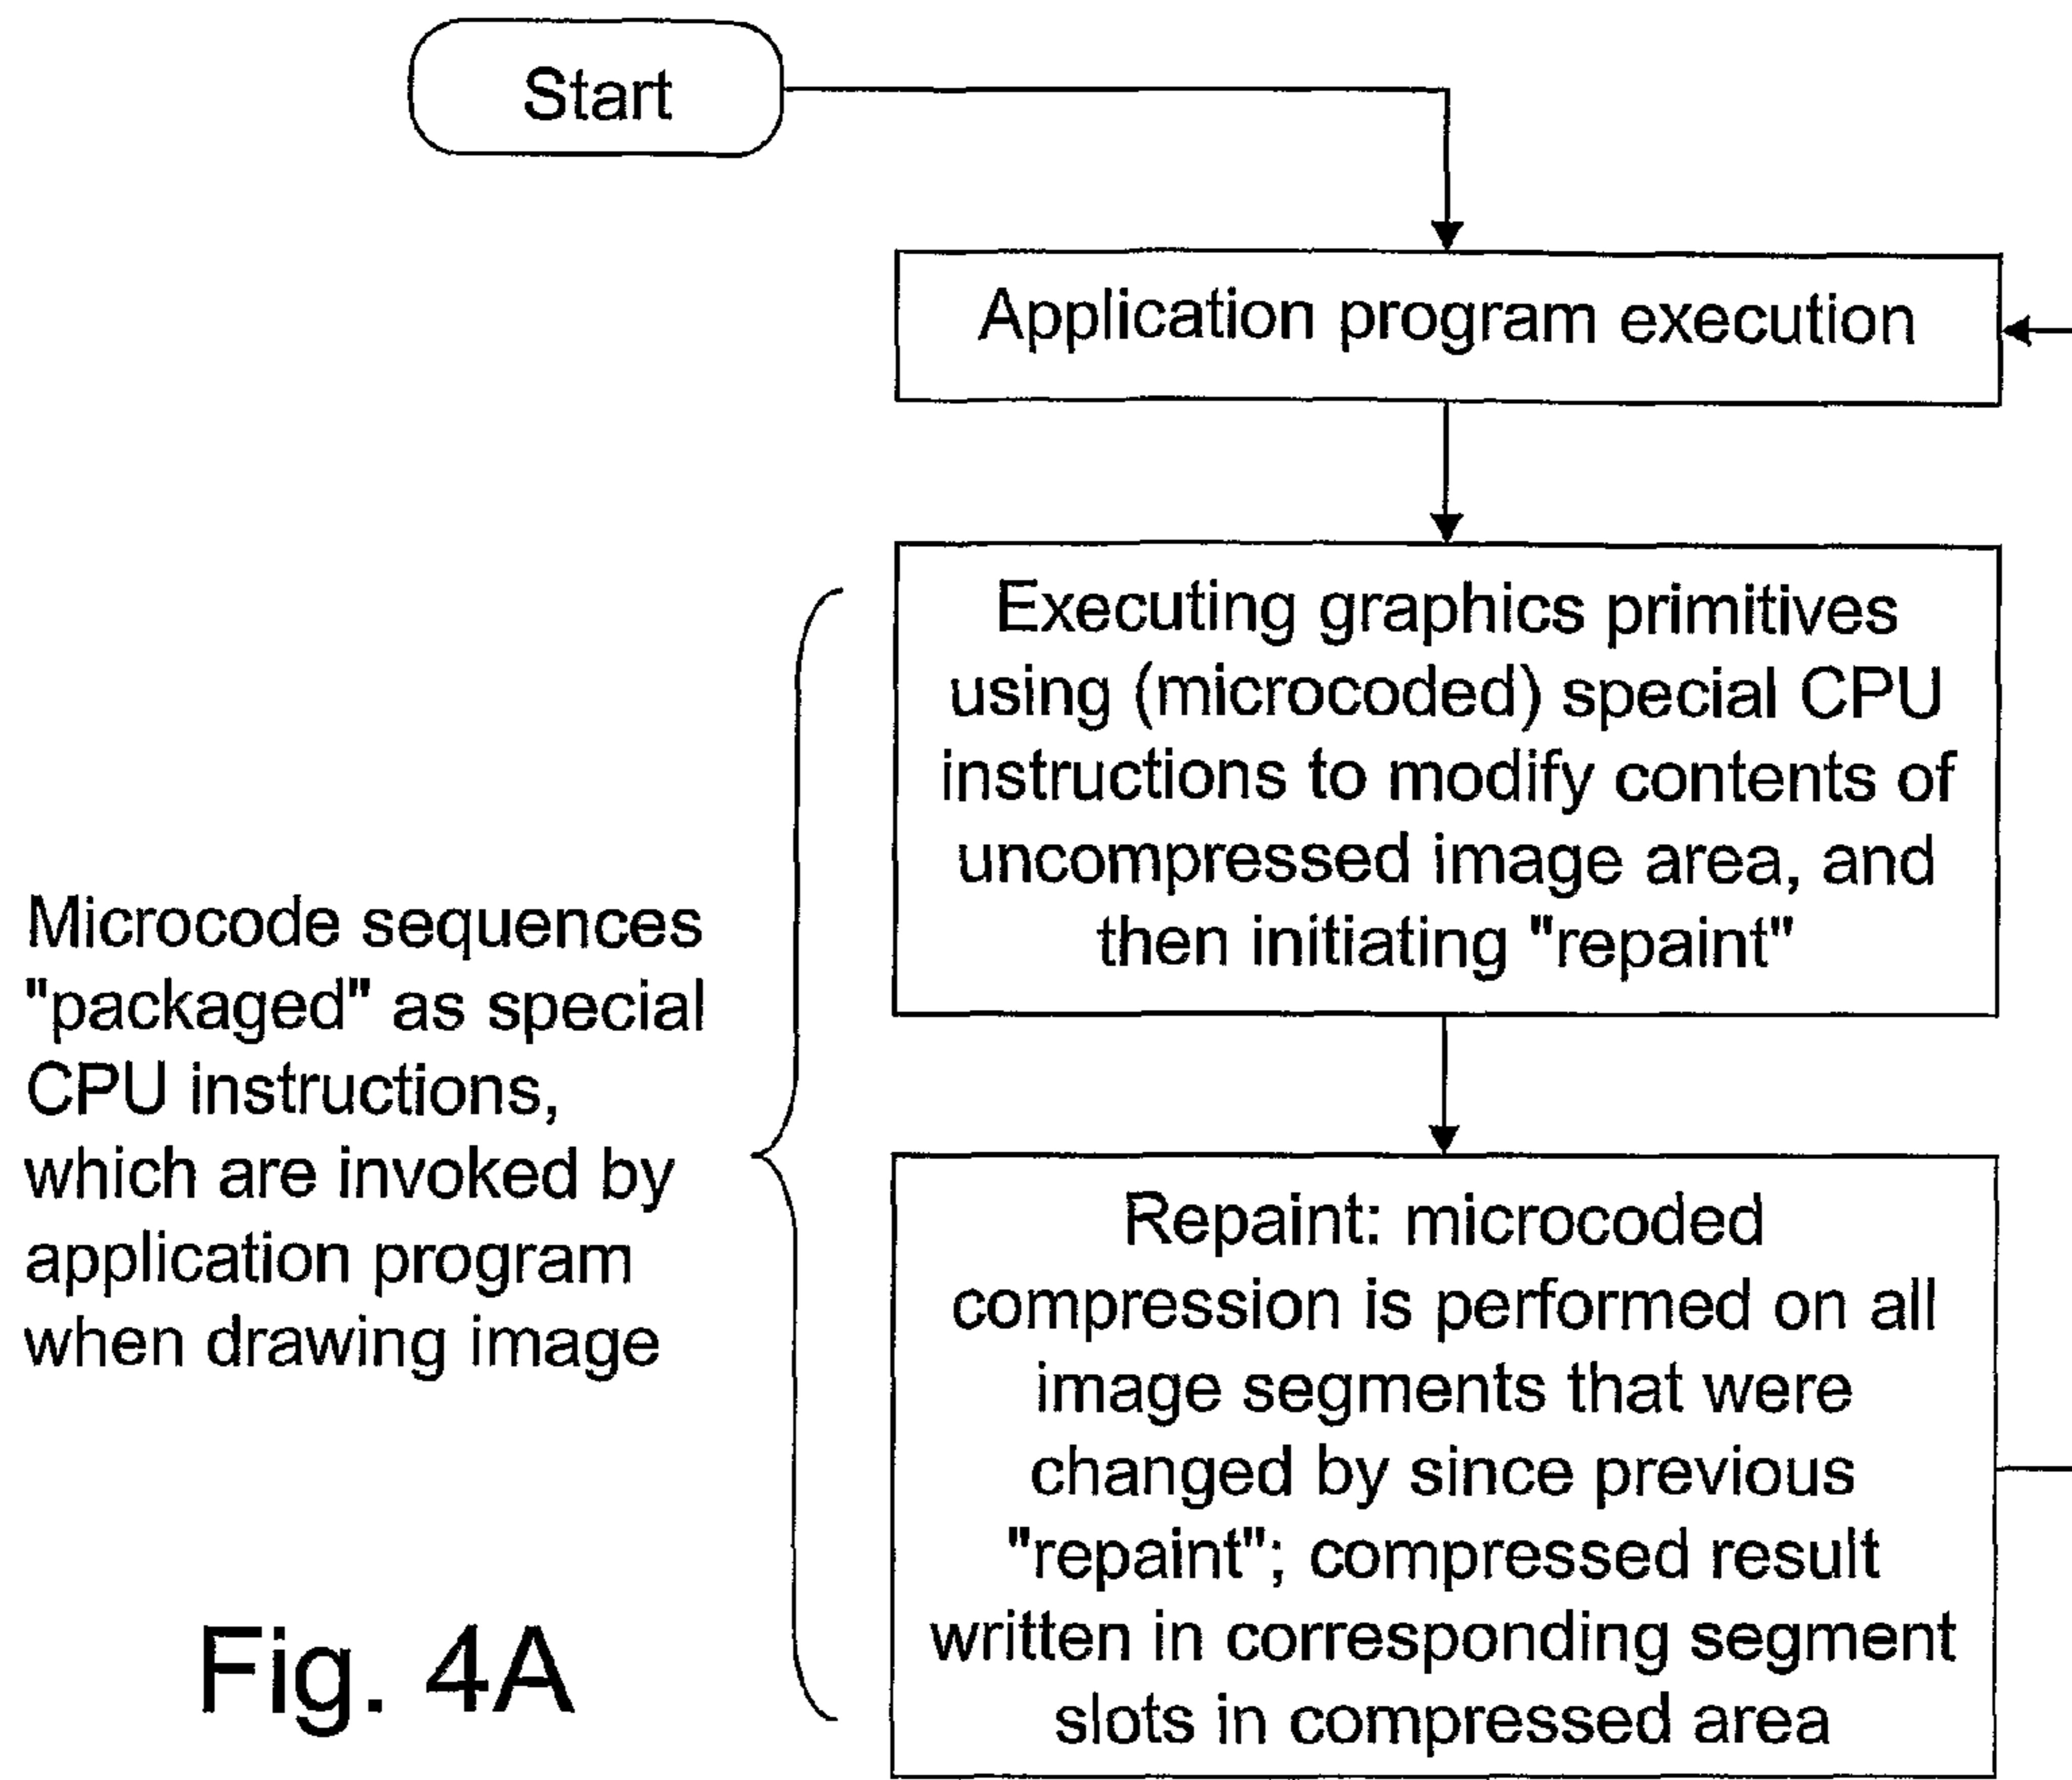 Start
Application program execution
Executing graphics primitives
using (microcoded) special CPU
instructions to modify contents of
uncompressed image area, and
then initiating "repaint"
Microcode sequences
"packaged" as special
CPU instructions,
which are invoked by
application program
when drawing image
Repaint: microcoded
compression is performed on all
image segments that were
changed by since previous
"repaint"; compressed result
written in corresponding segment
slots in compressed area
Fig. 4A